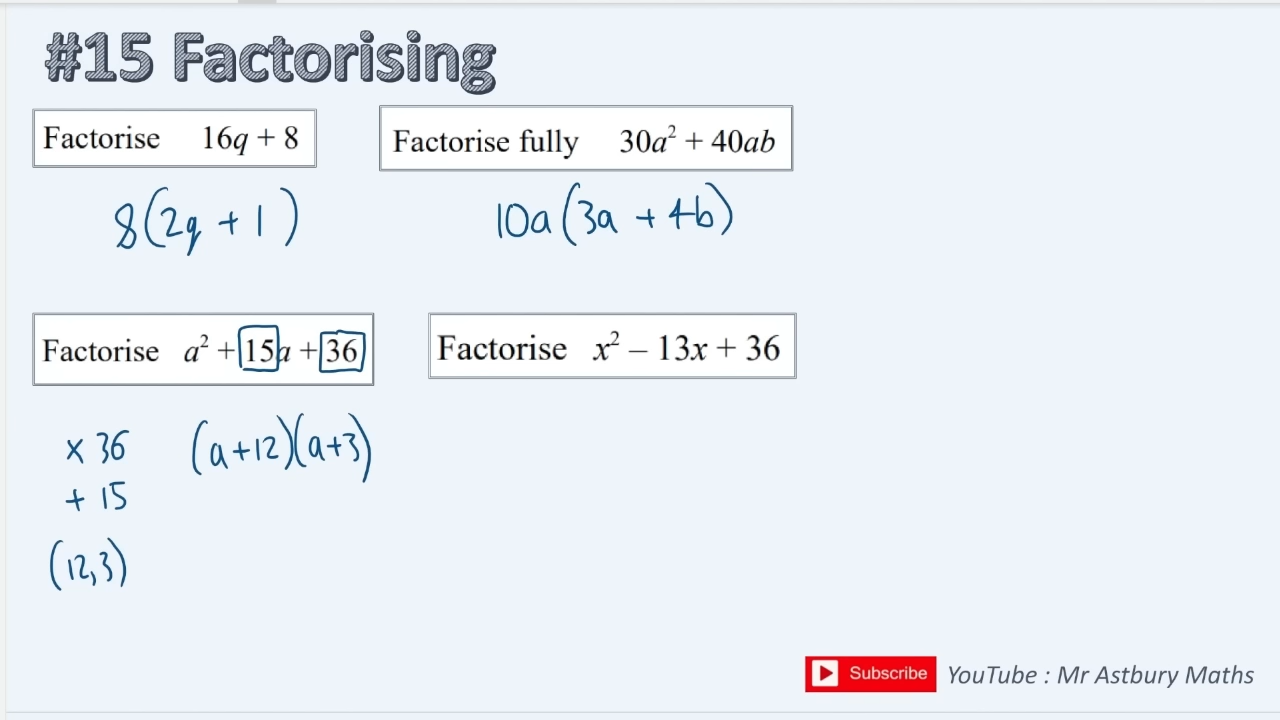 #15 Factorising
Factorise 16q + 8
Factorise fully 30a² + 40ab
8(2q + 1)
10a(3a + 4b)
Factorise a² + 15a + 36
Factorise x² – 13x + 36
× 36
(a+12)(a+3)
+ 15
(12,3)
Subscribe
YouTube : Mr Astbury Maths